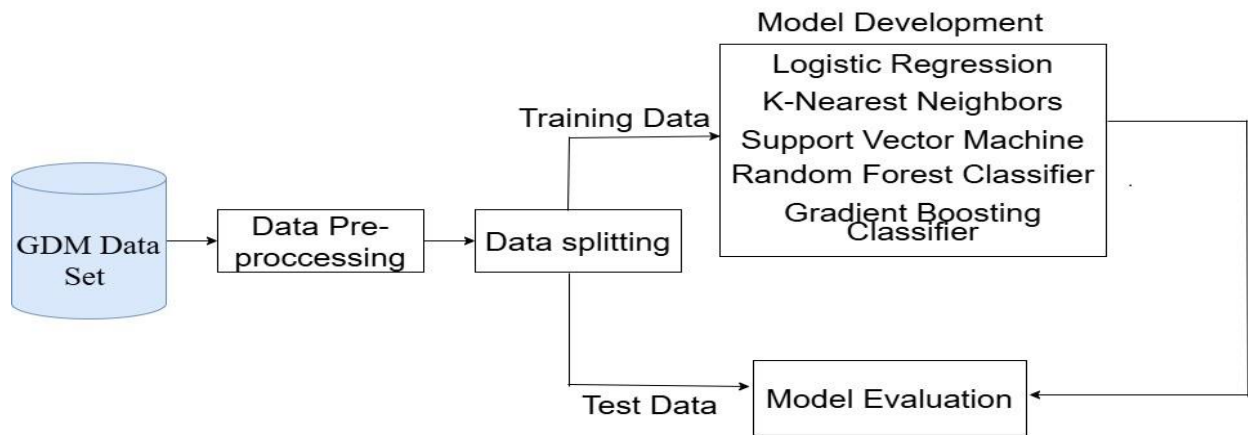 Model Development
Logistic Regression
K-Nearest Neighbors
Support Vector Machine
Random Forest Classifier
Gradient Boosting
Classifier
Training Data
GDM Data
Set
Data Pre-
proccessing
Data splitting
Test Data
Model Evaluation